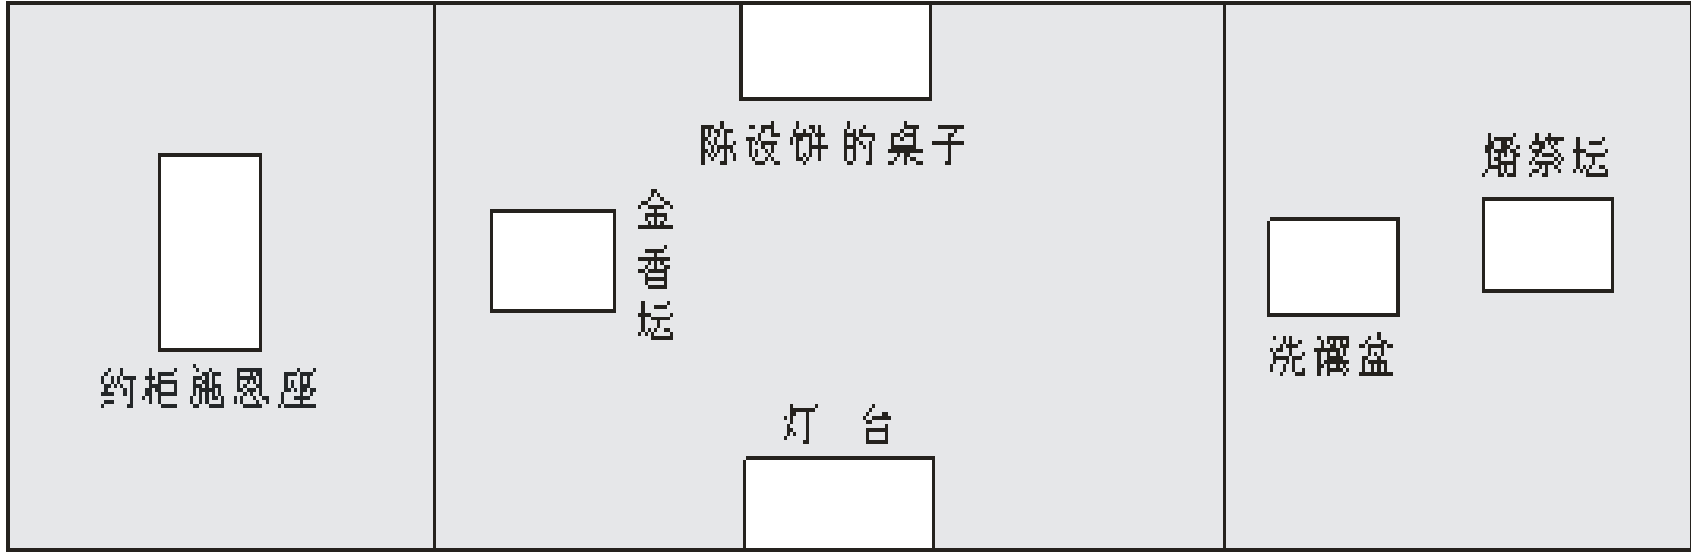 陈设饼的桌子
燔祭坛
金香坛
洗濯盆
约柜施恩座
灯 台